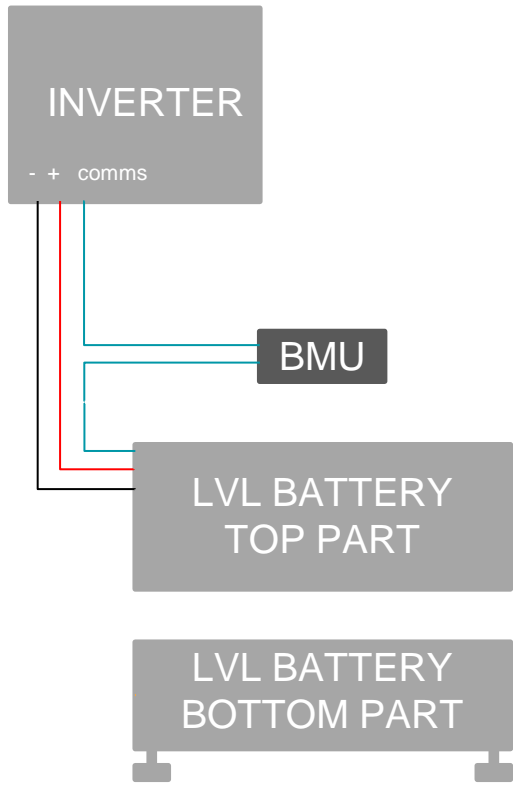 INVERTER
- + comms
BMU
LVL BATTERY
TOP PART
LVL BATTERY
BOTTOM PART